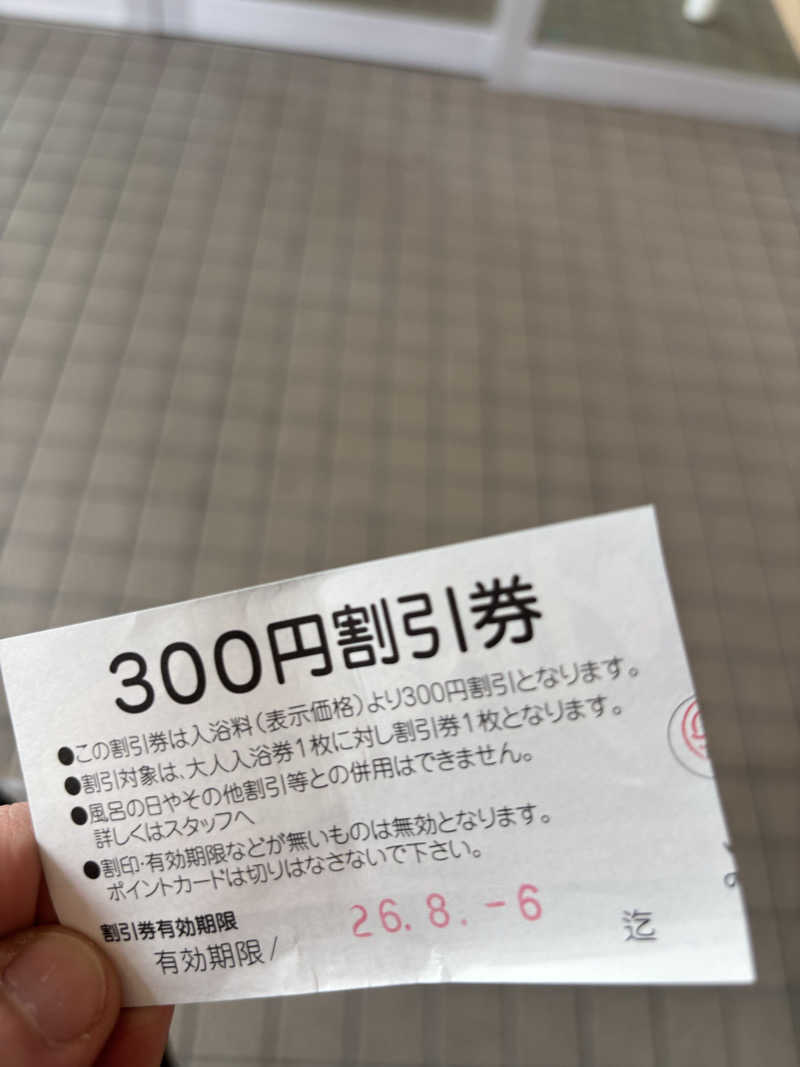 300円割引券
●この割引券は入浴料(表示価格)より300円割引となります。
●割引対象は、大人入浴券1枚に対し割引券1枚となります。
●風呂の日やその他割引等との併用はできません。
詳しくはスタッフへ
●割印・有効期限などが無いものは無効となります。
ポイントカードは切りはなさないで下さい。
割引券有効期限
有効期限/ 26.8.-6 迄